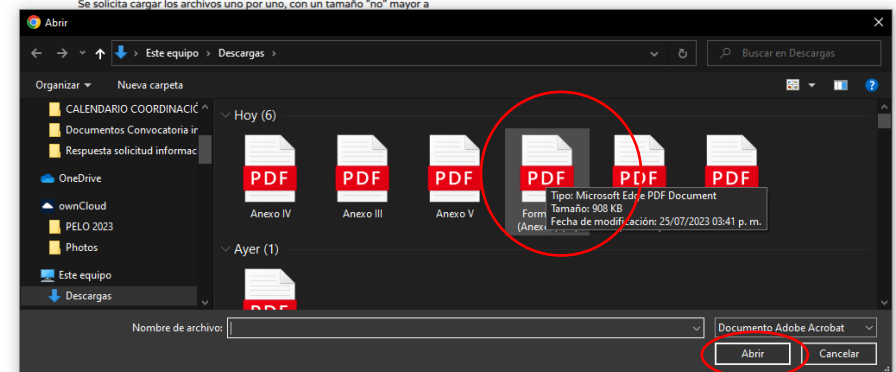 Se solicita cargar los archivos uno por uno, con un tamaño "no" mayor a
Abrir
Este equipo > Descargas >
Buscar en Descargas
Organizar
Nueva carpeta
CALENDARIO COORDINACIÓ
Documentos Convocatoria ir
Respuesta solicitud informac
OneDrive
ownCloud
PELO 2023
Photos
Este equipo
Descargas
Hoy (6)
PDF
PDF
PDF
PDF
PDF
PDF
Anexo IV
Anexo III
Anexo V
Form
(Anex
Tipo: Microsoft Edge PDF Document
Tamaño: 908 KB
Fecha de modificación: 25/07/2023 03:41 p. m.
Ayer (1)
PDF
Nombre de archivo:
Documento Adobe Acrobat
Abrir
Cancelar